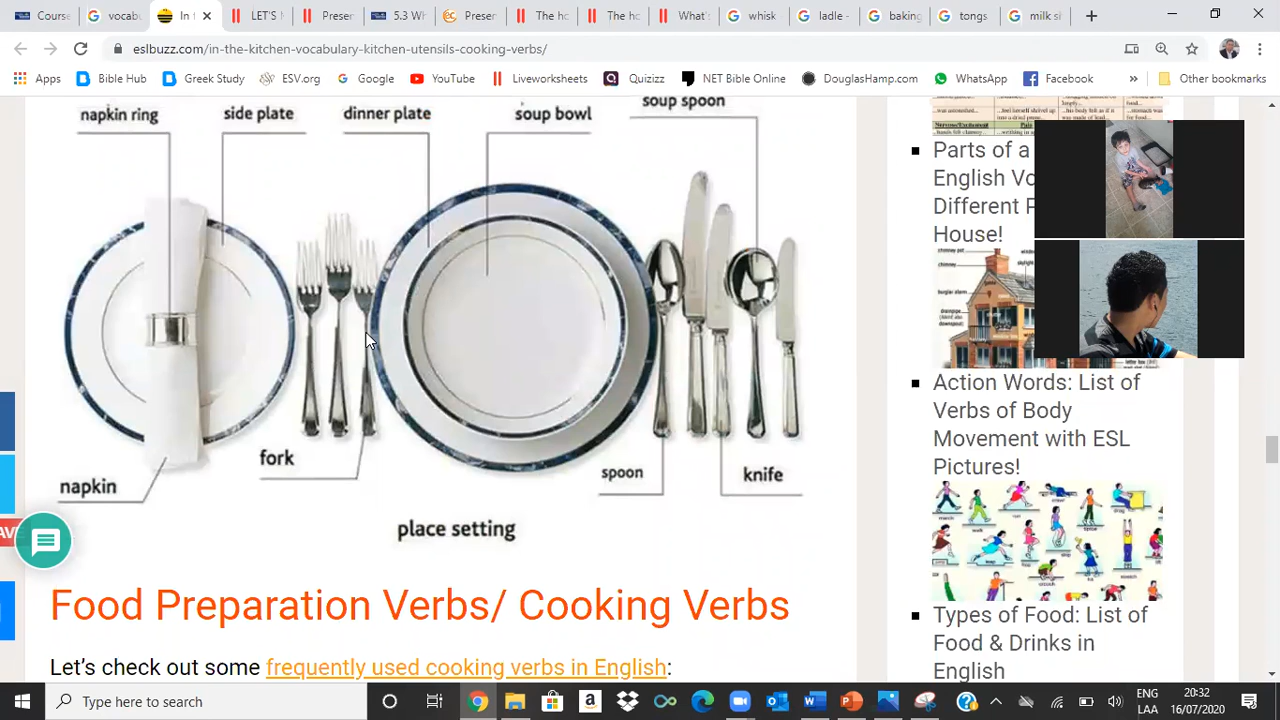 Course
vocabu
In t
LET'S
Presen
5.3 Wi
Presen
The ho
The ho
What
whisk
ladle -
baking
tongs
milk si
eslbuzz.com/in-the-kitchen-vocabulary-kitchen-utensils-cooking-verbs/
Apps
Bible Hub
Greek Study
ESV.org
Google
YouTube
Liveworksheets
Quizizz
NET Bible Online
DouglasHarris.com
WhatsApp
Facebook
»
Other bookmarks
napkin ring
side plate
dinner plate
soup bowl
soup spoon
fork
spoon
knife
napkin
place setting
Food Preparation Verbs/ Cooking Verbs
Let's check out some frequently used cooking verbs in English:
Parts of a
English Vo
Different P
House!
Action Words: List of
Verbs of Body
Movement with ESL
Pictures!
Types of Food: List of
Food & Drinks in
English
Type here to search
ENG
LAA
20:32
16/07/2020